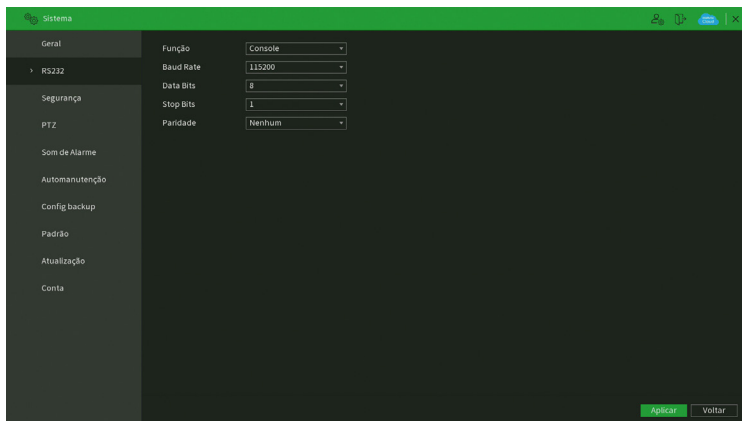 Sistema
Geral
RS232
Segurança
PTZ
Som de Alarme
Automanutenção
Config backup
Padrão
Atualização
Conta
Função Console
Baud Rate 115200
Data Bits 8
Stop Bits 1
Paridade Nenhum
Aplicar Voltar